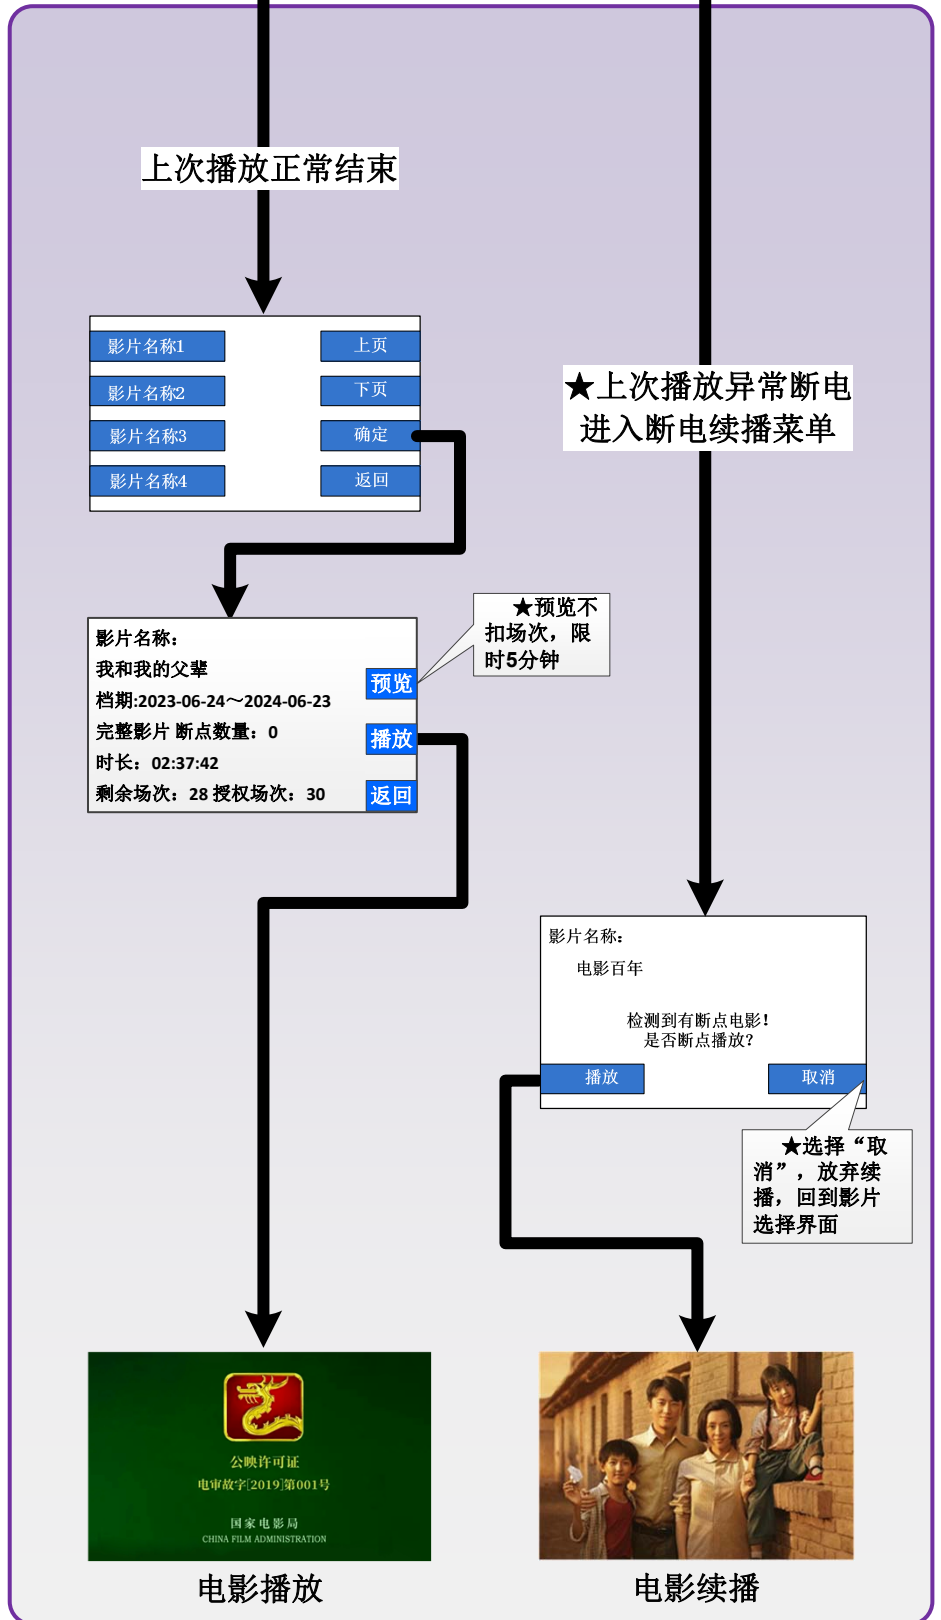 上次播放正常结束
影片名称1
上页
影片名称2
下页
影片名称3
确定
影片名称4
返回
★上次播放异常断电
进入断电续播菜单
影片名称：
我和我的父辈
档期:2023-06-24～2024-06-23
完整影片 断点数量：0
时长：02:37:42
剩余场次：28 授权场次：30
预览
播放
返回
★预览不
扣场次，限
时5分钟
影片名称：
电影百年
检测到有断点电影！
是否断点播放？
播放
取消
★选择“取
消”，放弃续
播，回到影片
选择界面
公映许可证
电审故字[2019]第001号
国家电影局
CHINA FILM ADMINISTRATION
电影播放
电影续播